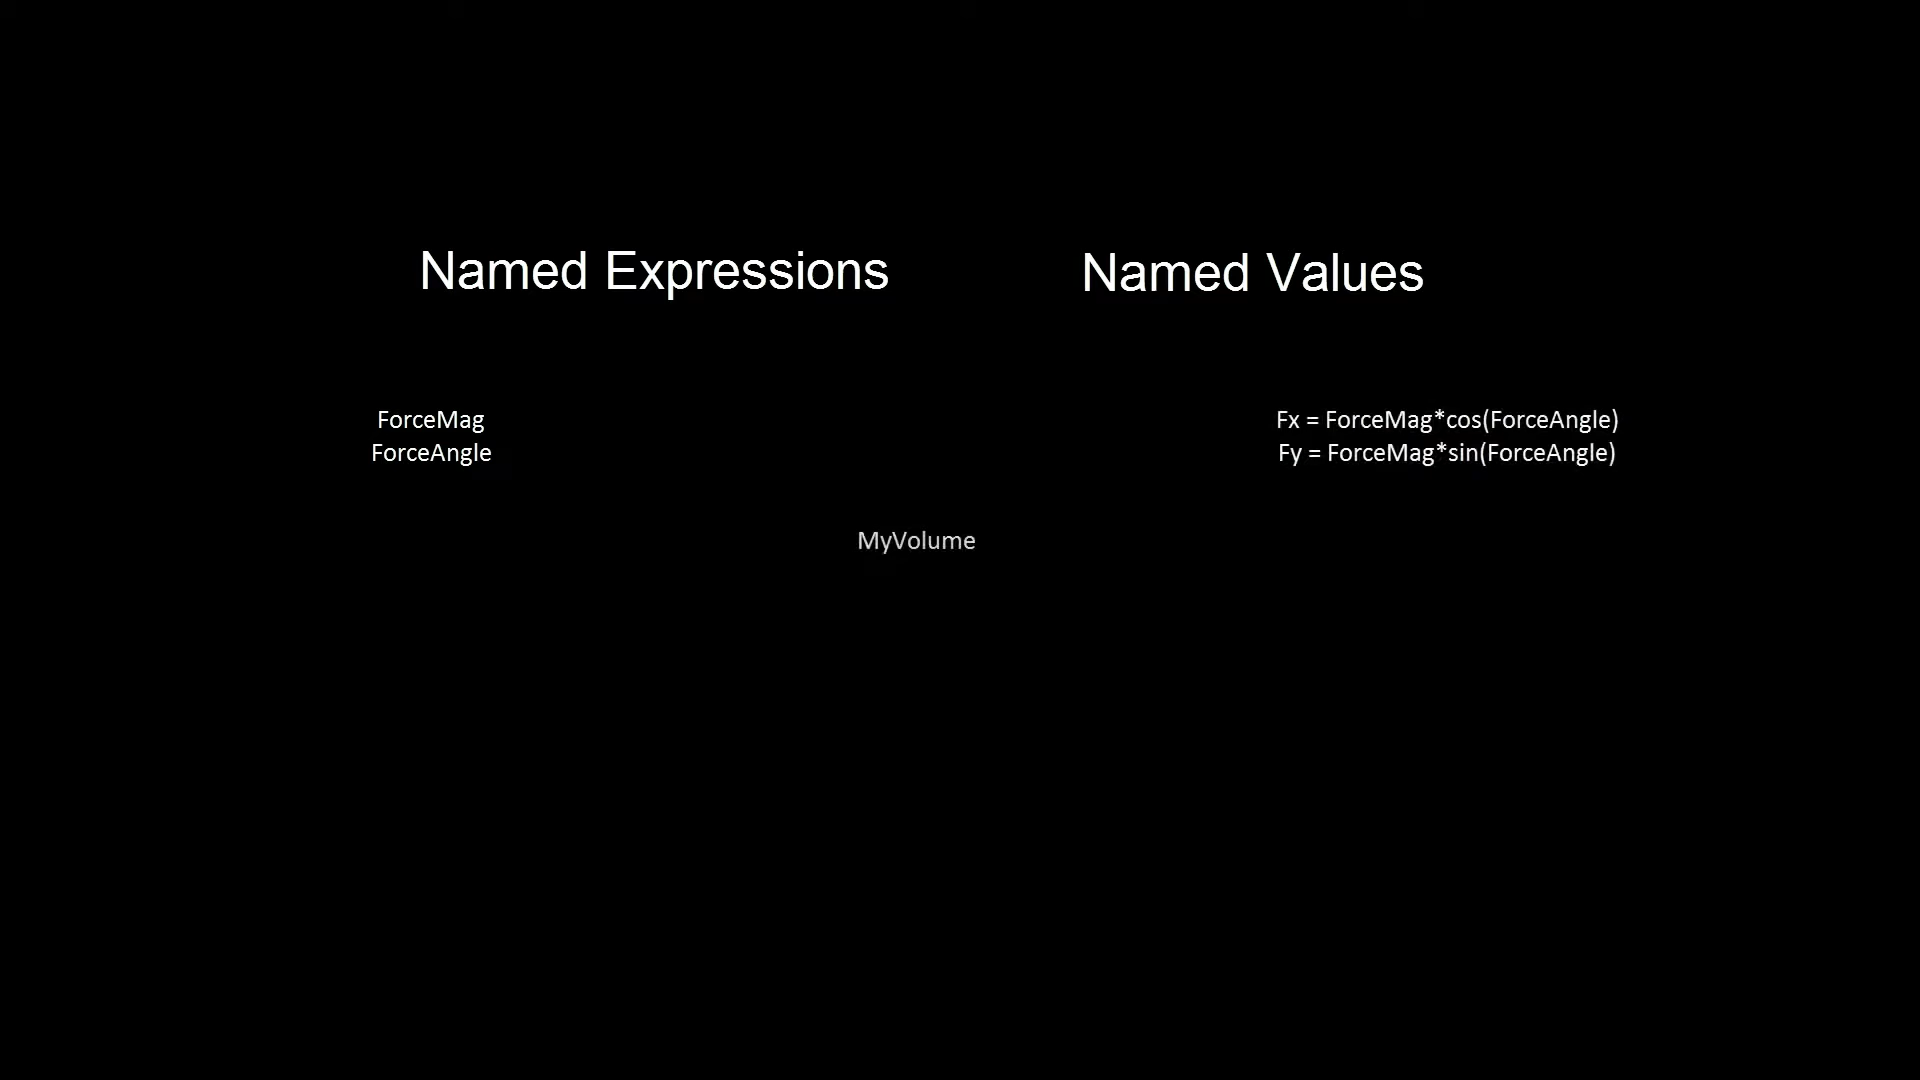 Named Expressions
Named Values
ForceMag
ForceAngle
Fx = ForceMag*cos(ForceAngle)
Fy = ForceMag*sin(ForceAngle)
MyVolume